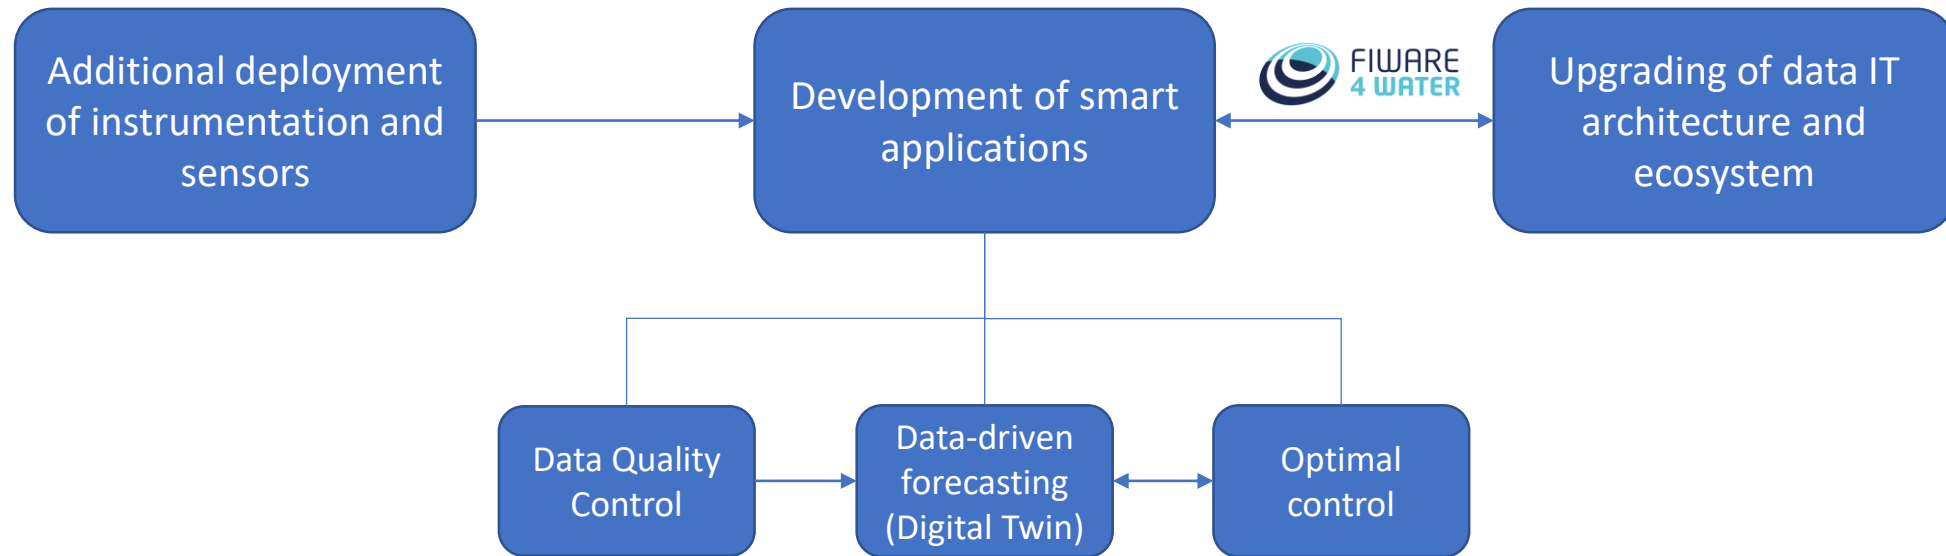 Additional deployment
of instrumentation and
sensors
Development of smart
applications
FIWARE
4 WATER
Upgrading of data IT
architecture and
ecosystem
Data Quality
Control
Data-driven
forecasting
(Digital Twin)
Optimal
control